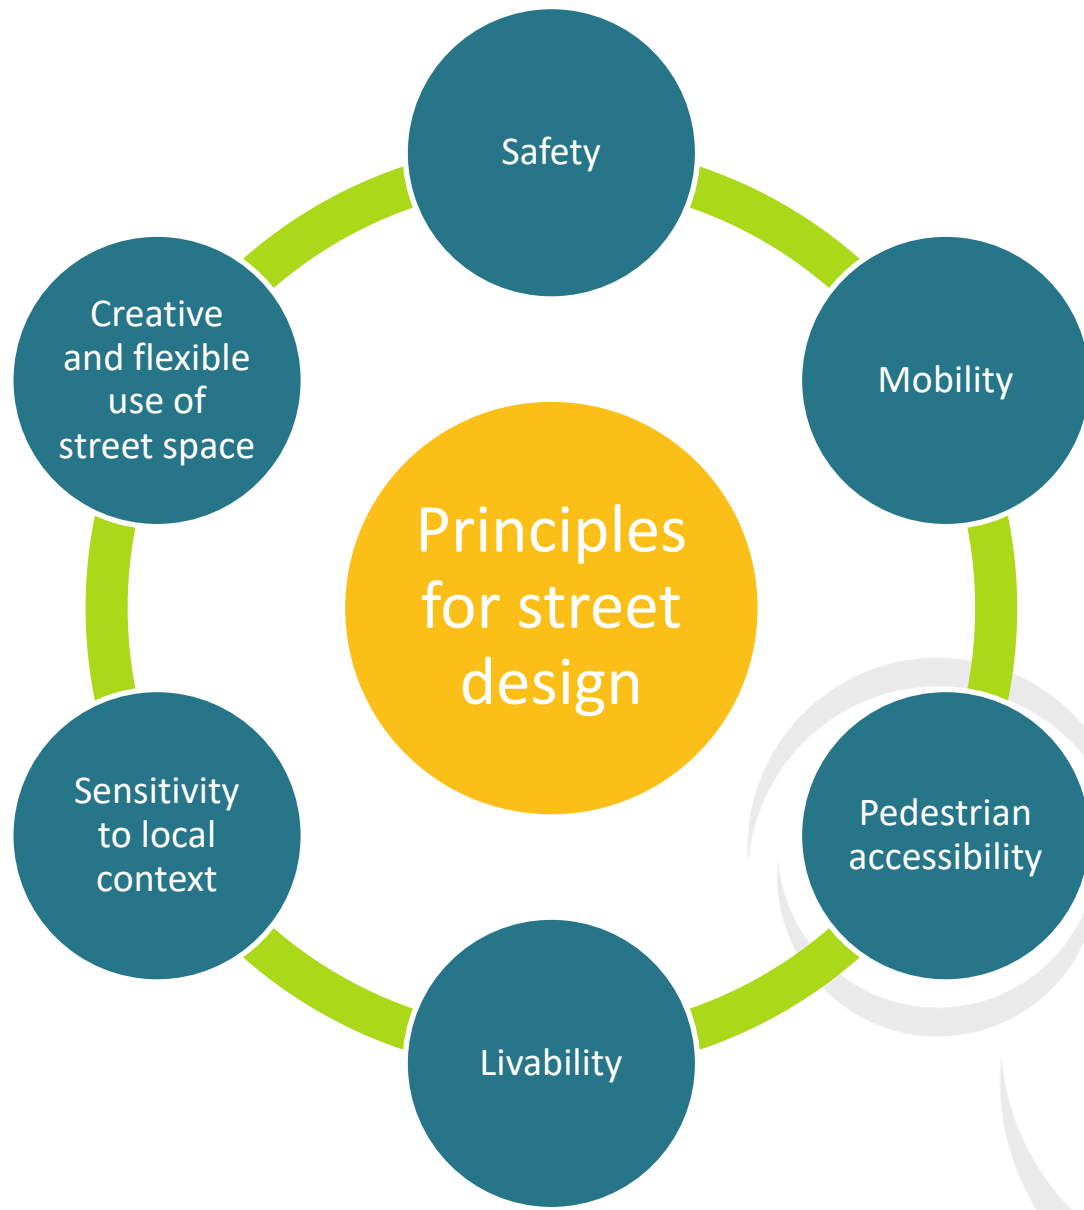 Safety
Mobility
Pedestrian
accessibility
Livability
Sensitivity
to local
context
Creative
and flexible
use of
street space
Principles
for street
design